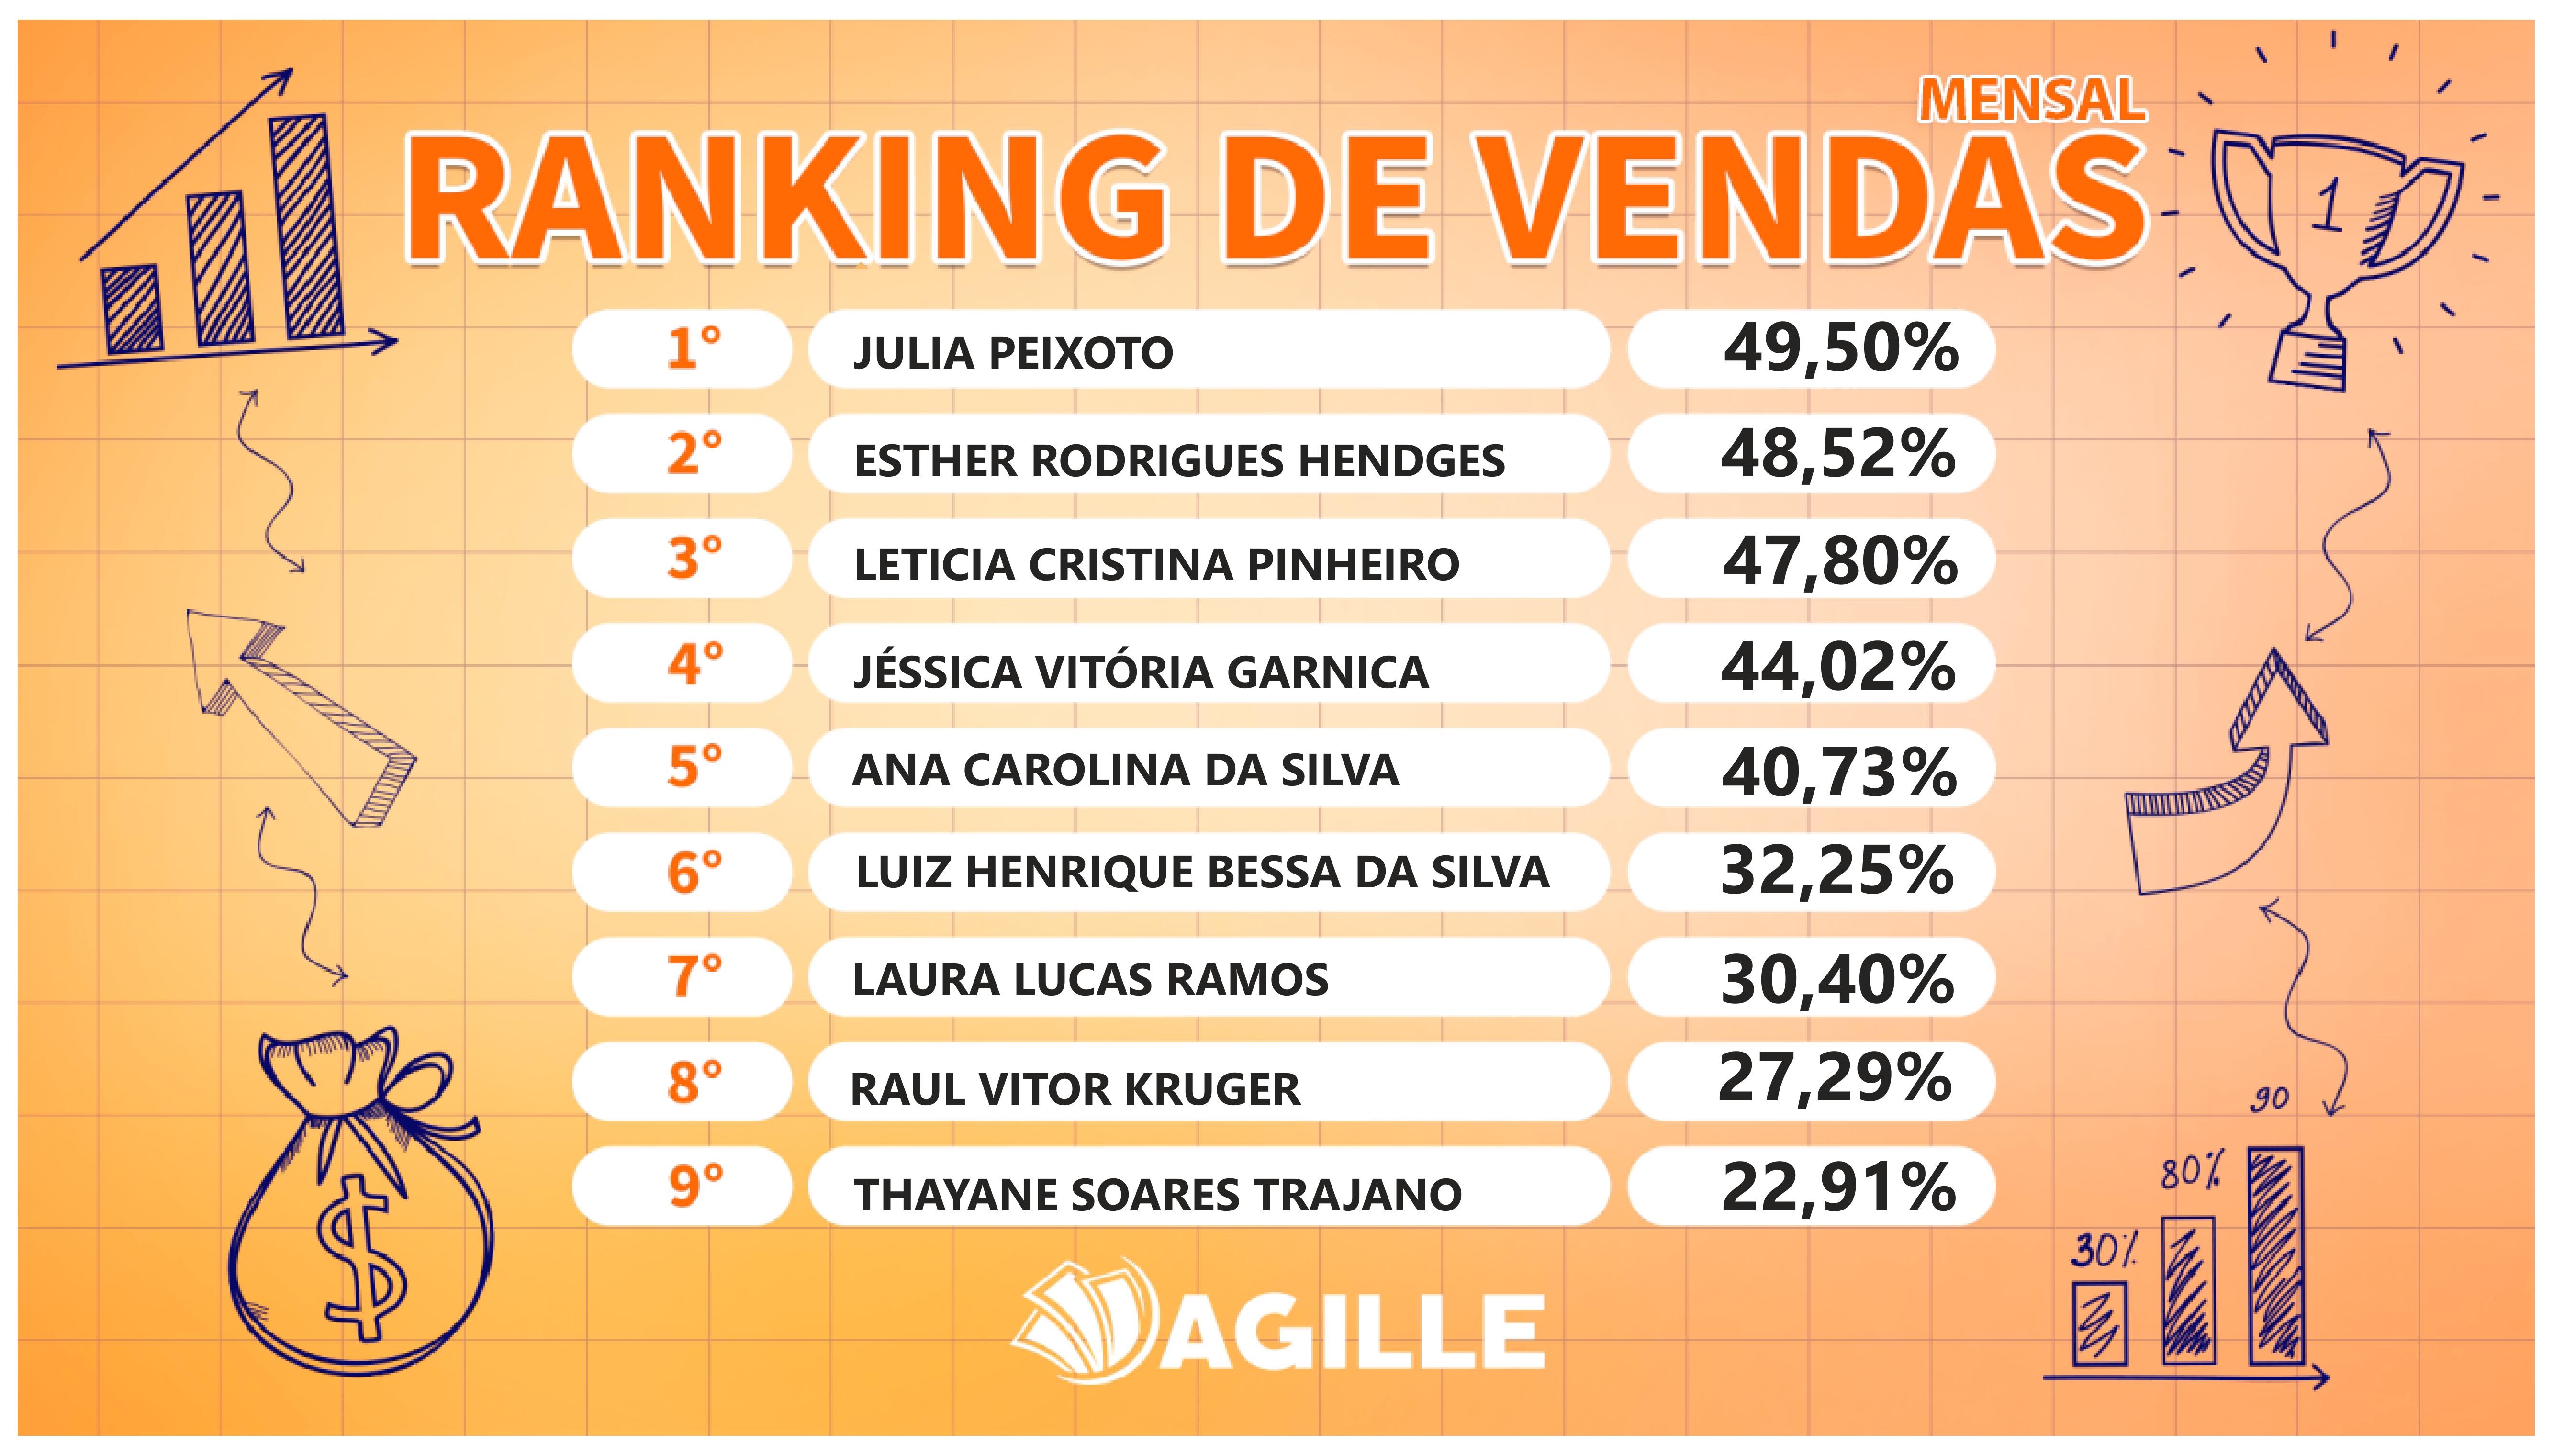 MENSAL
RANKING DE VENDAS
1
1° JULIA PEIXOTO 49,50%
2° ESTHER RODRIGUES HENDGES 48,52%
3° LETICIA CRISTINA PINHEIRO 47,80%
4° JÉSSICA VITÓRIA GARNICA 44,02%
5° ANA CAROLINA DA SILVA 40,73%
6° LUIZ HENRIQUE BESSA DA SILVA 32,25%
7° LAURA LUCAS RAMOS 30,40%
8° RAUL VITOR KRUGER 27,29%
9° THAYANE SOARES TRAJANO 22,91%
90
80%
30%
$
AGILLE